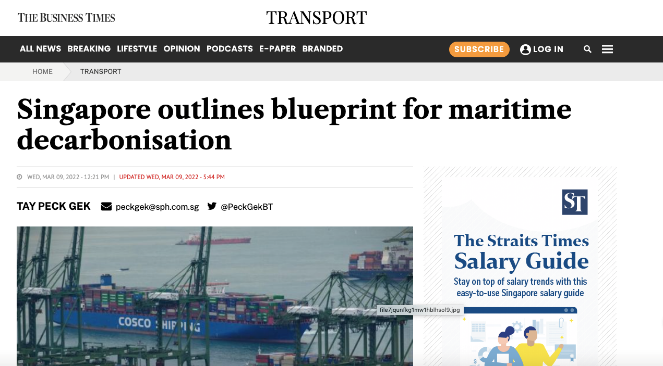 THE BUSINESS TIMES
TRANSPORT
ALL NEWS BREAKING LIFESTYLE OPINION PODCASTS E-PAPER BRANDED
SUBSCRIBE LOG IN
HOME TRANSPORT
Singapore outlines blueprint for maritime
decarbonisation
WED, MAR 09, 2022 - 12:21 PM | UPDATED WED, MAR 09, 2022 - 5:44 PM
TAY PECK GEK peckgek@sph.com.sg @PeckGekBT
COSCO SHIPPING
ST
The Straits Times
Salary Guide
Stay on top of salary trends with this
easy-to-use Singapore salary guide